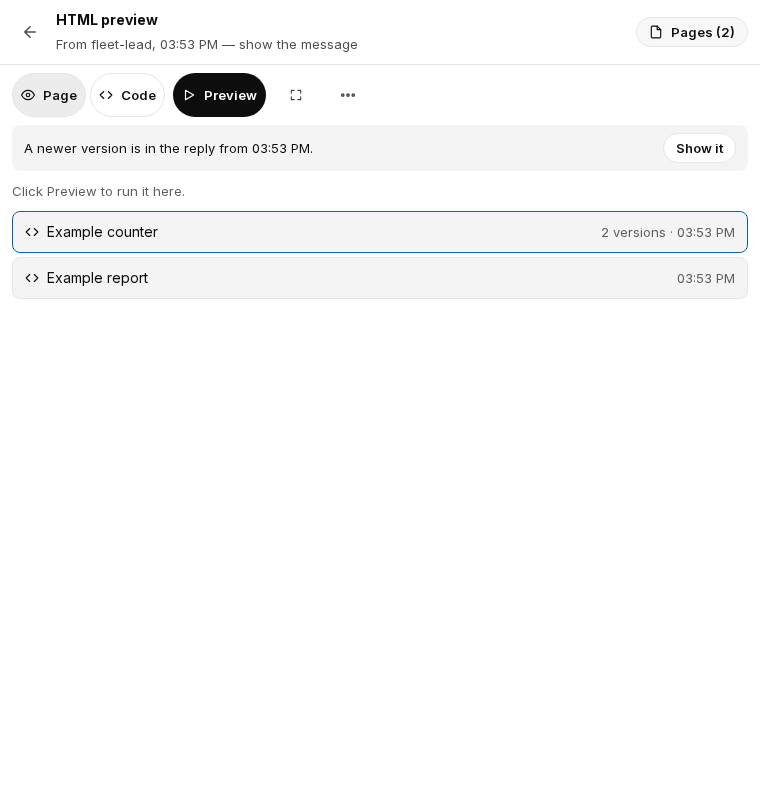 HTML preview
From fleet-lead, 03:53 PM — show the message
Pages (2)
Page
Code
Preview
A newer version is in the reply from 03:53 PM.
Show it
Click Preview to run it here.
Example counter
2 versions · 03:53 PM
Example report
03:53 PM